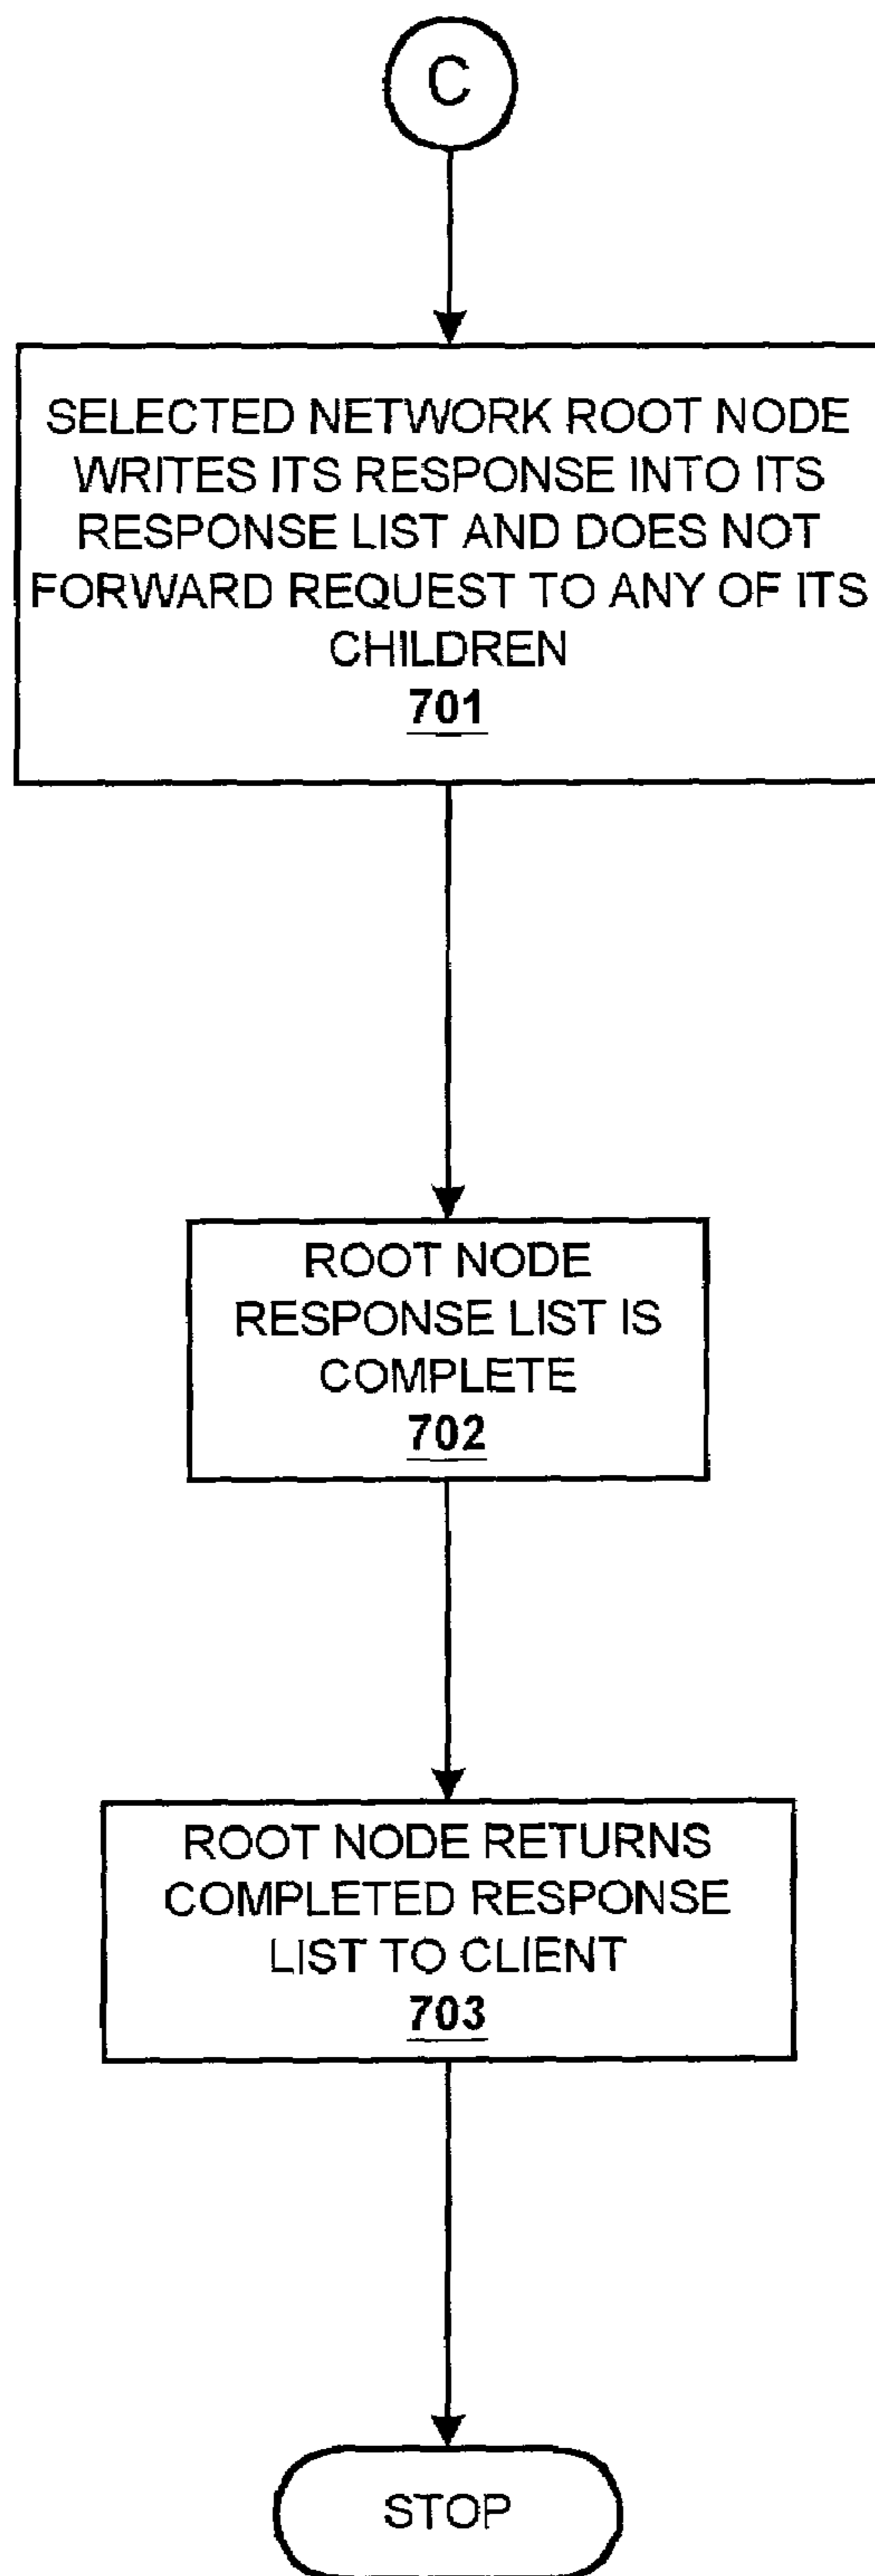 C
SELECTED NETWORK ROOT NODE
WRITES ITS RESPONSE INTO ITS
RESPONSE LIST AND DOES NOT
FORWARD REQUEST TO ANY OF ITS
CHILDREN
701
ROOT NODE
RESPONSE LIST IS
COMPLETE
702
ROOT NODE RETURNS
COMPLETED RESPONSE
LIST TO CLIENT
703
STOP